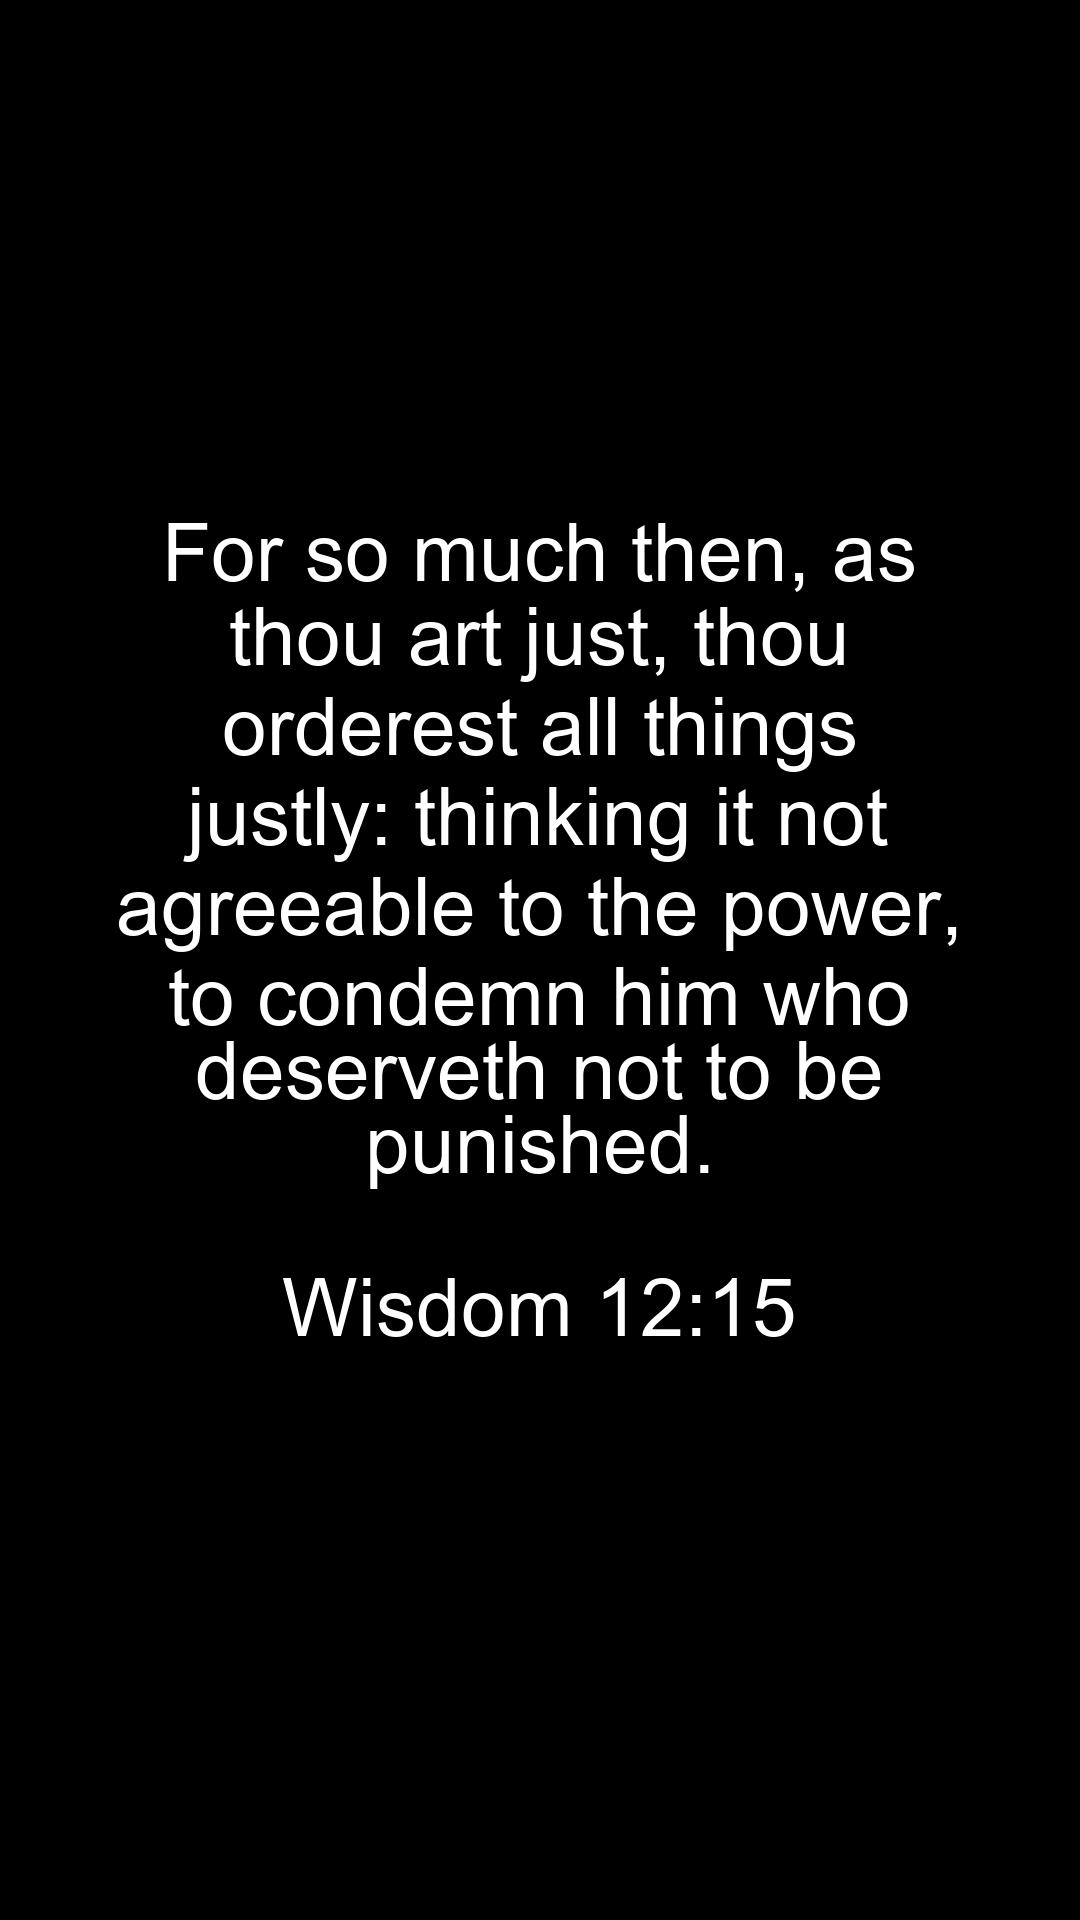 For so much then, as
thou art just, thou
orderest all things
justly: thinking it not
agreeable to the power,
to condemn him who
deserveth not to be
punished.
Wisdom 12:15